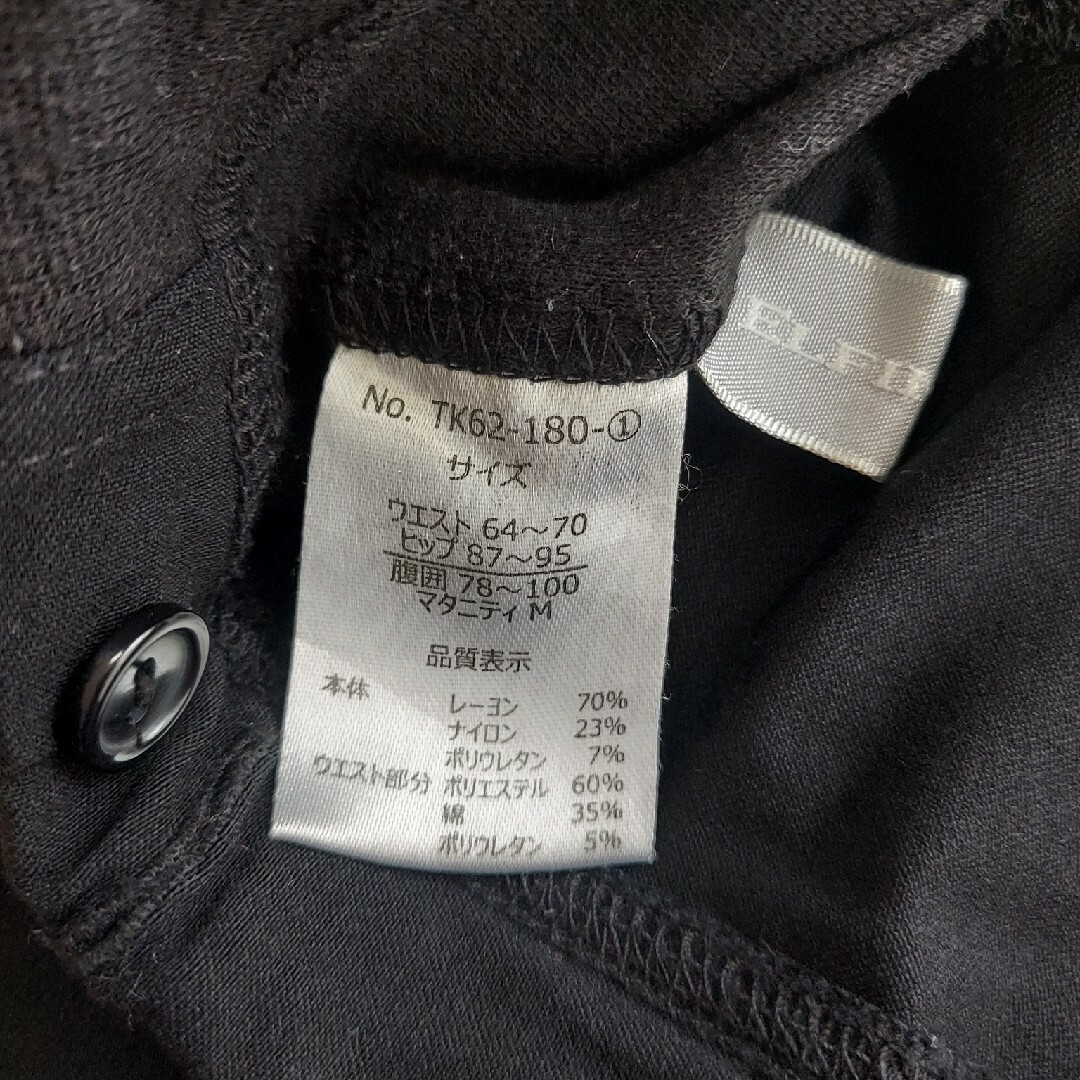 No. TK62-180-①
サイズ
ウエスト 64～70
ヒップ 87～95
腹囲 78～100
マタニティ M
品質表示
本体 レーヨン 70%
ナイロン 23%
ポリウレタン 7%
ウエスト部分 ポリエステル 60%
綿 35%
ポリウレタン 5%